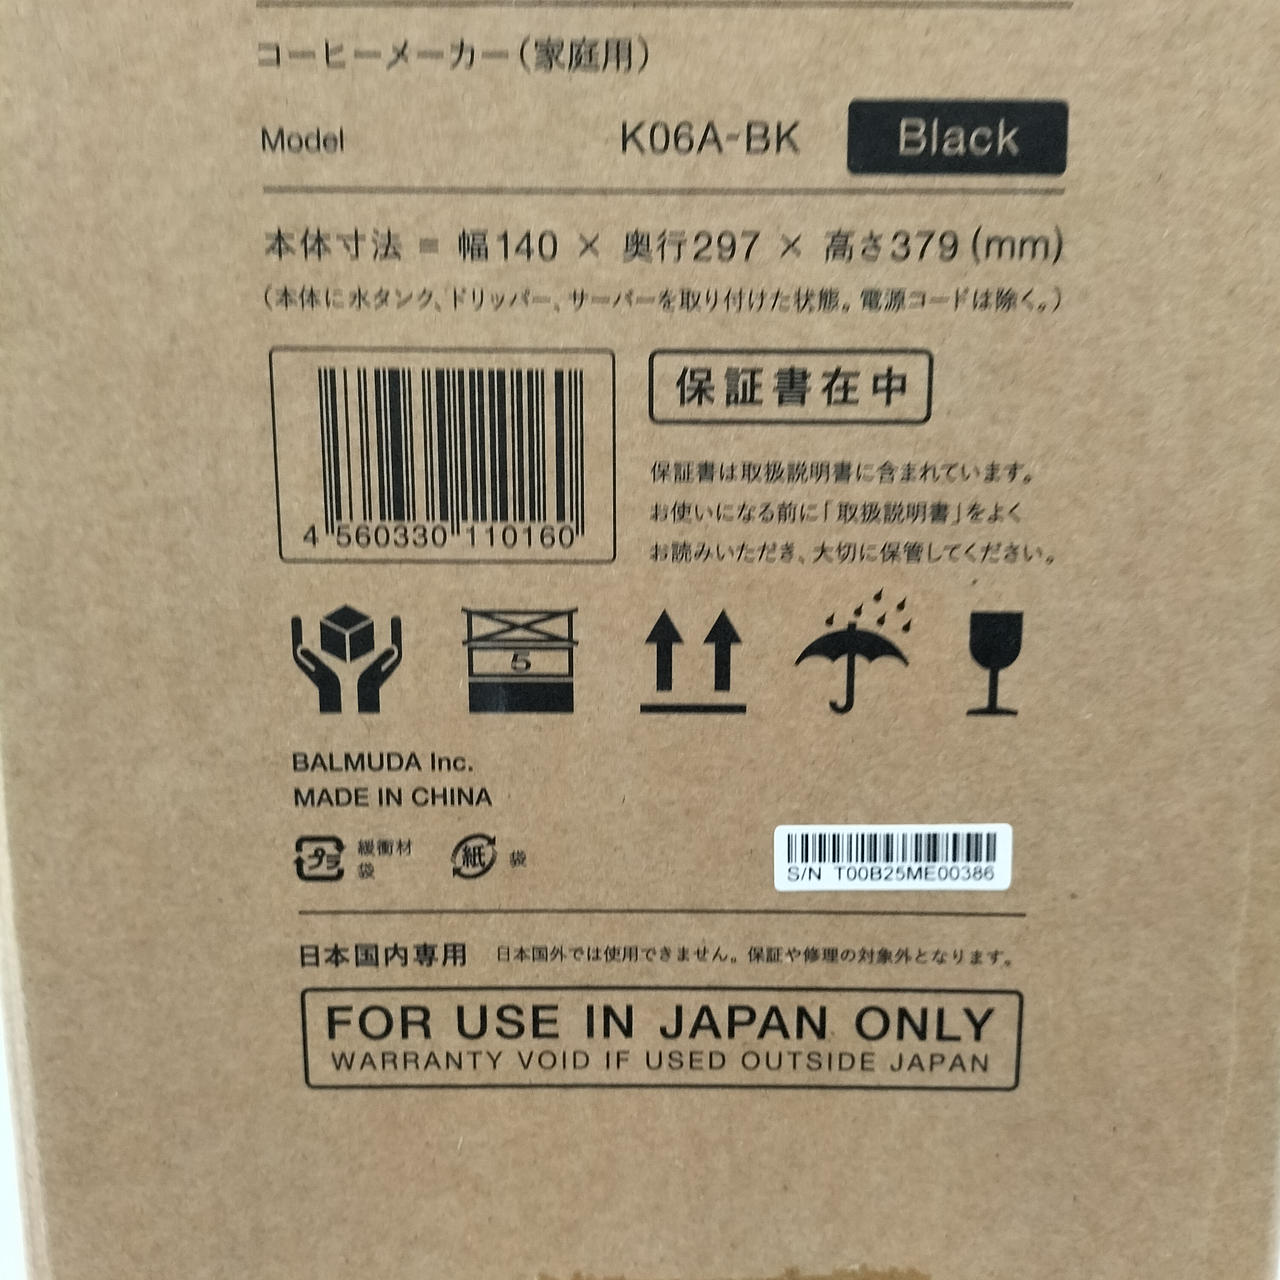 コーヒーメーカー(家庭用)
Model K06A-BK Black
本体寸法 = 幅140 × 奥行297 × 高さ379 (mm)
(本体に水タンク、ドリッパー、サーバーを取り付けた状態。電源コードは除く。)
4 560330 110160
保証書在中
保証書は取扱説明書に含まれています。
お使いになる前に「取扱説明書」をよく
お読みいただき、大切に保管してください。
5
BALMUDA Inc.
MADE IN CHINA
プラ 緩衝材
袋
紙 袋
S/N T00B25ME00386
日本国内専用 日本国外では使用できません。保証や修理の対象外となります。
FOR USE IN JAPAN ONLY
WARRANTY VOID IF USED OUTSIDE JAPAN